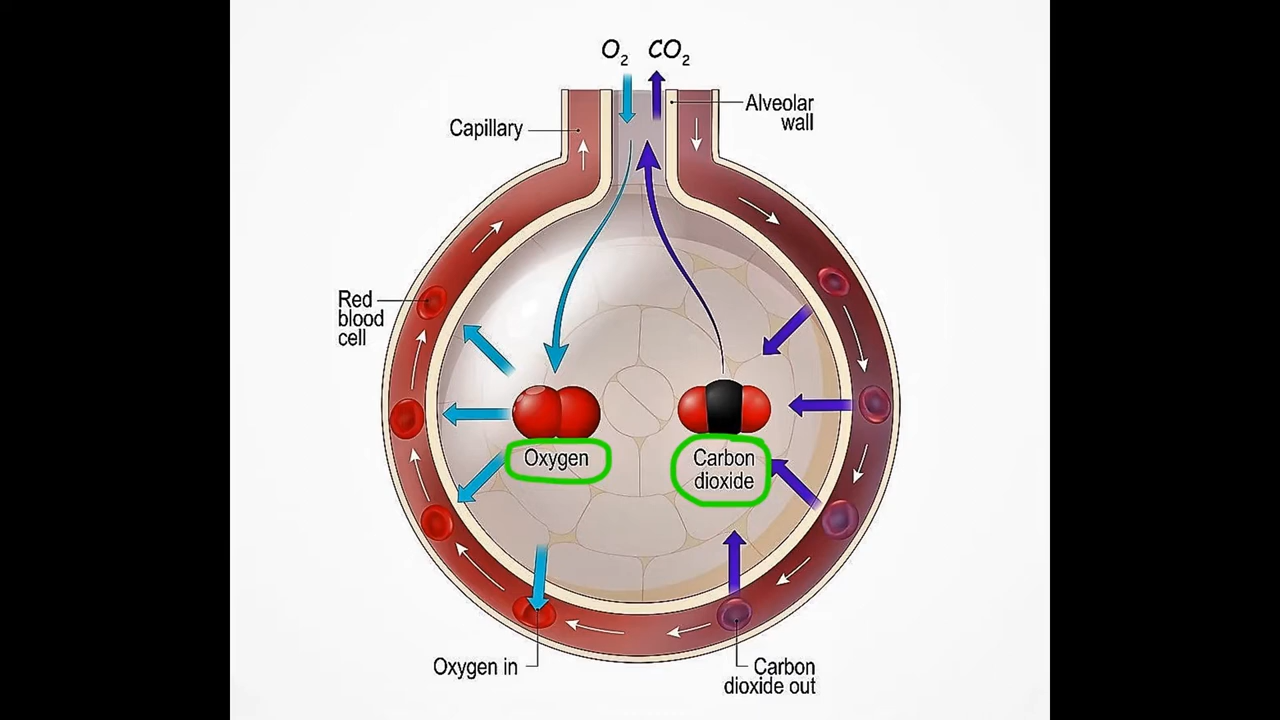 O₂ CO₂
Capillary
Alveolar
wall
Red
blood
cell
Oxygen
Carbon
dioxide
Oxygen in
Carbon
dioxide out